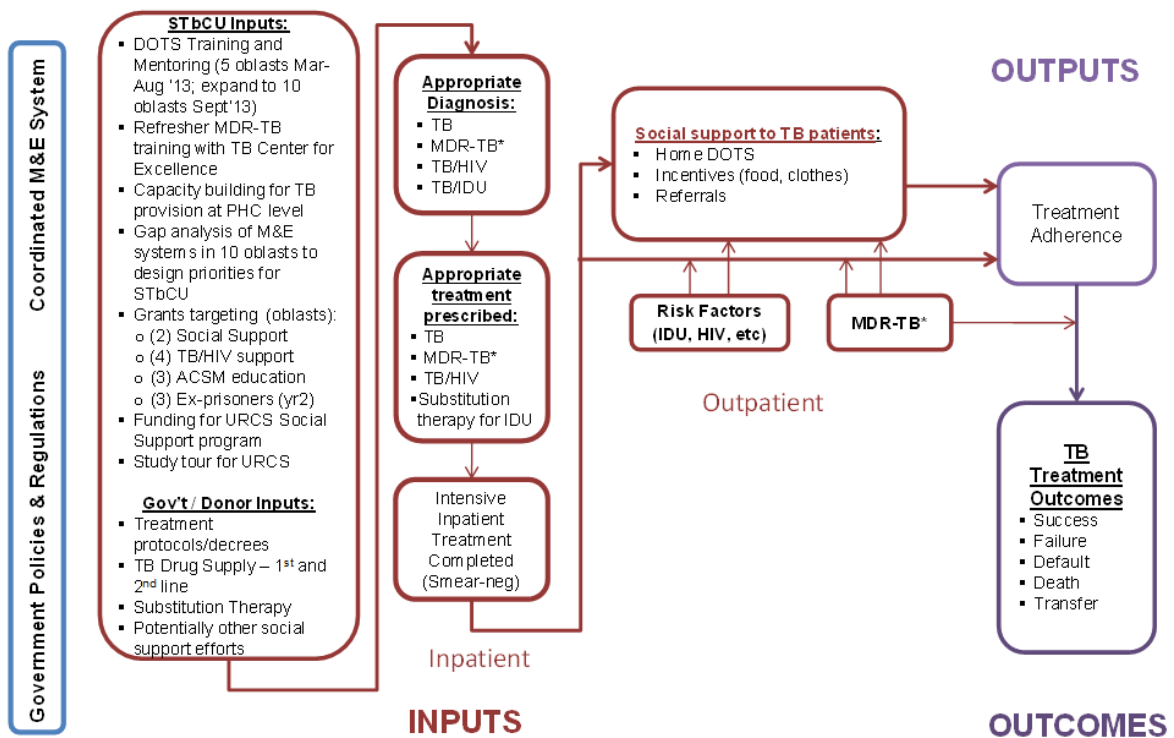 Coordinated M&E System
Government Policies & Regulations
STbCU Inputs:
▪ DOTS Training and
Mentoring (5 oblasts Mar-
Aug '13; expand to 10
oblasts Sept'13)
▪ Refresher MDR-TB
training with TB Center for
Excellence
▪ Capacity building for TB
provision at PHC level
▪ Gap analysis of M&E
systems in 10 oblasts to
design priorities for
STbCU
▪ Grants targeting (oblasts):
o (2) Social Support
o (4) TB/HIV support
o (3) ACSM education
o (3) Ex-prisoners (yr2)
▪ Funding for URCS Social
Support program
▪ Study tour for URCS
Gov't / Donor Inputs:
▪ Treatment
protocols/decrees
▪ TB Drug Supply – 1st and
2nd line
▪ Substitution Therapy
▪ Potentially other social
support efforts
Appropriate
Diagnosis:
▪ TB
▪ MDR-TB*
▪ TB/HIV
▪ TB/IDU
Appropriate
treatment
prescribed:
▪ TB
▪ MDR-TB*
▪ TB/HIV
▪ Substitution
therapy for IDU
Intensive
Inpatient
Treatment
Completed
(Smear-neg)
Inpatient
INPUTS
Social support to TB patients:
▪ Home DOTS
▪ Incentives (food, clothes)
▪ Referrals
Risk Factors
(IDU, HIV, etc)
MDR-TB*
Outpatient
OUTPUTS
Treatment
Adherence
TB
Treatment
Outcomes
▪ Success
▪ Failure
▪ Default
▪ Death
▪ Transfer
OUTCOMES